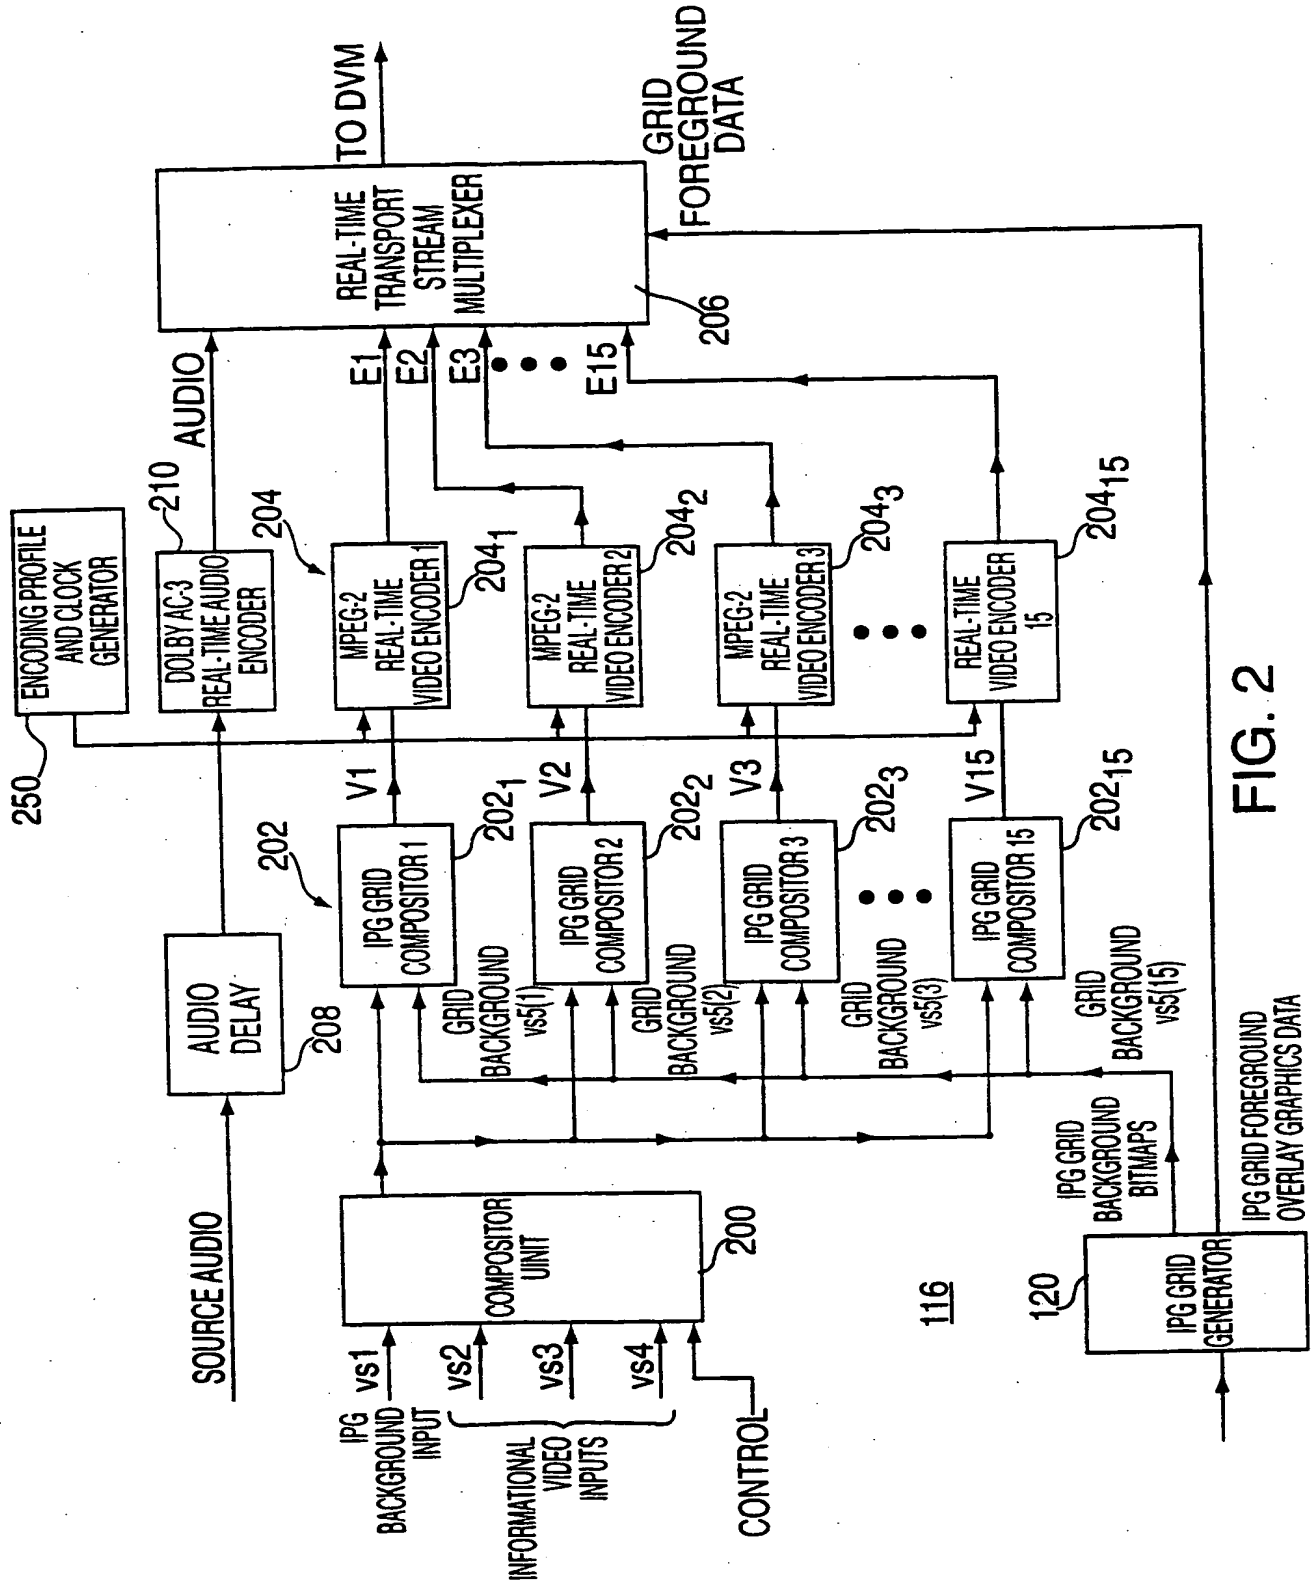 250
ENCODING PROFILE
AND CLOCK
GENERATOR
SOURCE AUDIO
AUDIO
DELAY
208
DOLBY AC-3
REAL-TIME AUDIO
ENCODER
210
AUDIO
IPG
BACKGROUND
INPUT
vs1
vs2
vs3
vs4
INFORMATIONAL
VIDEO
INPUTS
CONTROL
COMPOSITOR
UINIT
200
202
IPG GRID
COMPOSITOR 1
202₁
V1
GRID
BACKGROUND
vs5(1)
204
MPEG-2
REAL-TIME
VIDEO ENCODER 1
204₁
E1
IPG GRID
COMPOSITOR 2
202₂
V2
GRID
BACKGROUND
vs5(2)
MPEG-2
REAL-TIME
VIDEO ENCODER 2
204₂
E2
IPG GRID
COMPOSITOR 3
202₃
V3
GRID
BACKGROUND
vs5(3)
MPEG-2
REAL-TIME
VIDEO ENCODER 3
204₃
E3
IPG GRID
COMPOSITOR 15
202₁₅
V15
GRID
BACKGROUND
vs5(15)
REAL-TIME
VIDEO ENCODER
15
204₁₅
E15
REAL-TIME
TRANSPORT
STREAM
MULTIPLEXER
206
TO DVM
GRID
FOREGROUND
DATA
116
120
IPG GRID
GENERATOR
IPG GRID
BACKGROUND
BITMAPS
IPG GRID FOREGROUND
OVERLAY GRAPHICS DATA
FIG. 2